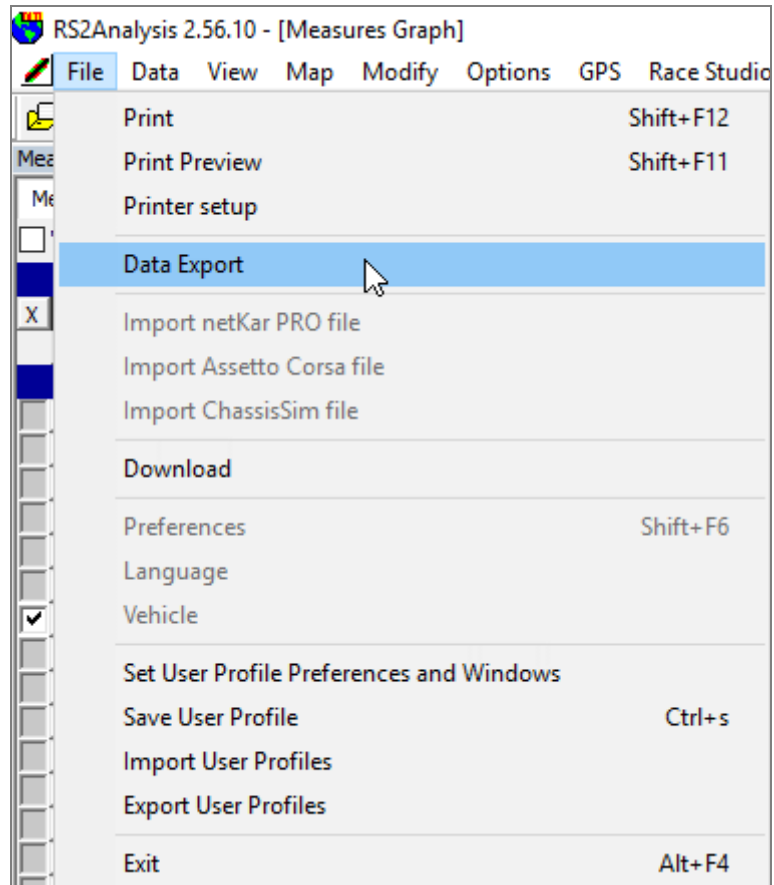 RS2Analysis 2.56.10 - [Measures Graph]
File Data View Map Modify Options GPS Race Studio
Print Shift+F12
Mea
Print Preview Shift+F11
Me
Printer setup
Data Export
X
Import netKar PRO file
Import Assetto Corsa file
Import ChassisSim file
Download
Preferences Shift+F6
Language
Vehicle
Set User Profile Preferences and Windows
Save User Profile Ctrl+s
Import User Profiles
Export User Profiles
Exit Alt+F4